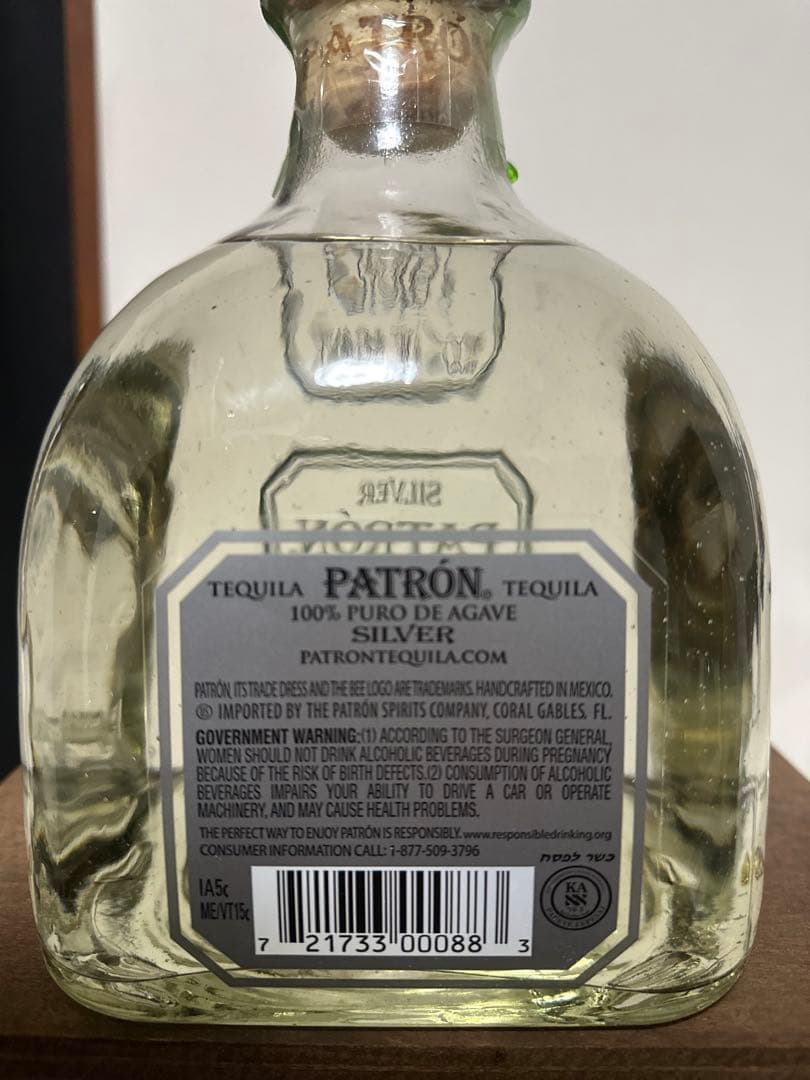 PATRÓ
SILVER
PATRÓN
TEQUILA PATRÓN® TEQUILA
100% PURO DE AGAVE
SILVER
PATRONTEQUILA.COM
PATRÓN, ITS TRADE DRESS AND THE BEE LOGO ARE TRADEMARKS. HANDCRAFTED IN MEXICO.
® IMPORTED BY THE PATRÓN SPIRITS COMPANY, CORAL GABLES, FL.
GOVERNMENT WARNING:(1) ACCORDING TO THE SURGEON GENERAL,
WOMEN SHOULD NOT DRINK ALCOHOLIC BEVERAGES DURING PREGNANCY
BECAUSE OF THE RISK OF BIRTH DEFECTS.(2) CONSUMPTION OF ALCOHOLIC
BEVERAGES IMPAIRS YOUR ABILITY TO DRIVE A CAR OR OPERATE
MACHINERY, AND MAY CAUSE HEALTH PROBLEMS.
THE PERFECT WAY TO ENJOY PATRÓN IS RESPONSIBLY. www.responsibledrinking.org
CONSUMER INFORMATION CALL: 1-877-509-3796
כשר לפסח
IA5¢
ME/VT15¢
KA
7 21733 00088 3